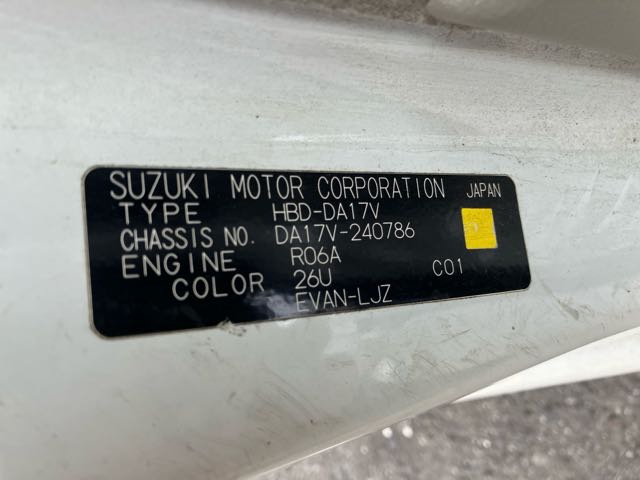 SUZUKI MOTOR CORPORATION JAPAN
TYPE HBD-DA17V
CHASSIS NO. DA17V-240786
ENGINE R06A
COLOR 26U C01
EVAN-LJZ